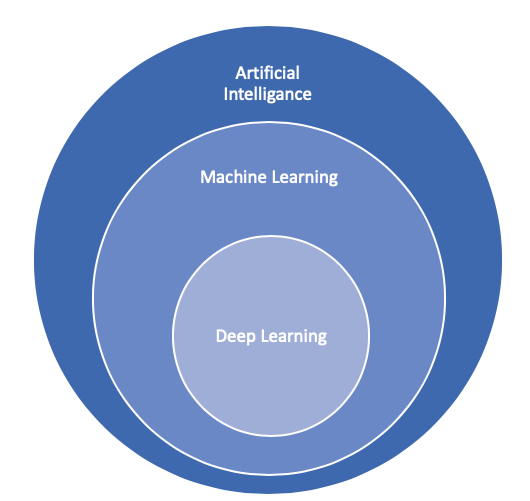 Artificial
Intelligance
Machine Learning
Deep Learning